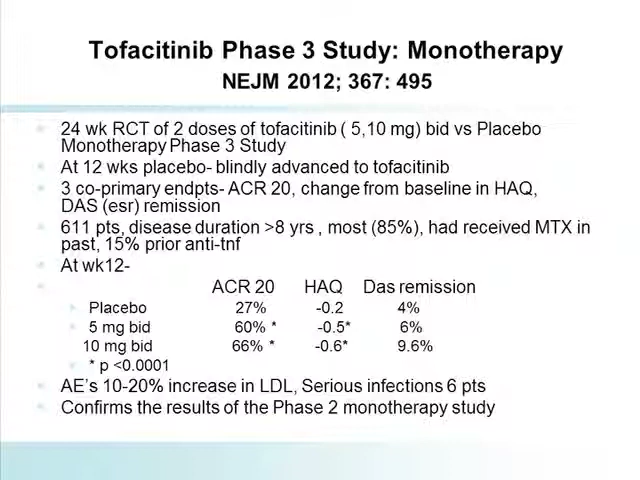 Tofacitinib Phase 3 Study: Monotherapy
NEJM 2012; 367: 495
24 wk RCT of 2 doses of tofacitinib ( 5,10 mg) bid vs Placebo
Monotherapy Phase 3 Study
At 12 wks placebo- blindly advanced to tofacitinib
3 co-primary endpts- ACR 20, change from baseline in HAQ,
DAS (esr) remission
611 pts, disease duration >8 yrs , most (85%), had received MTX in
past, 15% prior anti-tnf
At wk12-
ACR 20 HAQ Das remission
Placebo 27% -0.2 4%
5 mg bid 60% * -0.5* 6%
10 mg bid 66% * -0.6* 9.6%
* p <0.0001
AE's 10-20% increase in LDL, Serious infections 6 pts
Confirms the results of the Phase 2 monotherapy study